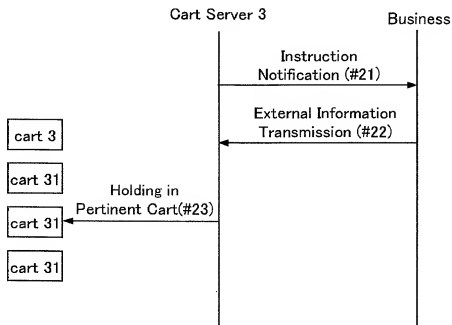 Cart Server 3
Business
Instruction
Notification (#21)
External Information
Transmission (#22)
cart 3
cart 31
Holding in
Pertinent Cart(#23)
cart 31
cart 31